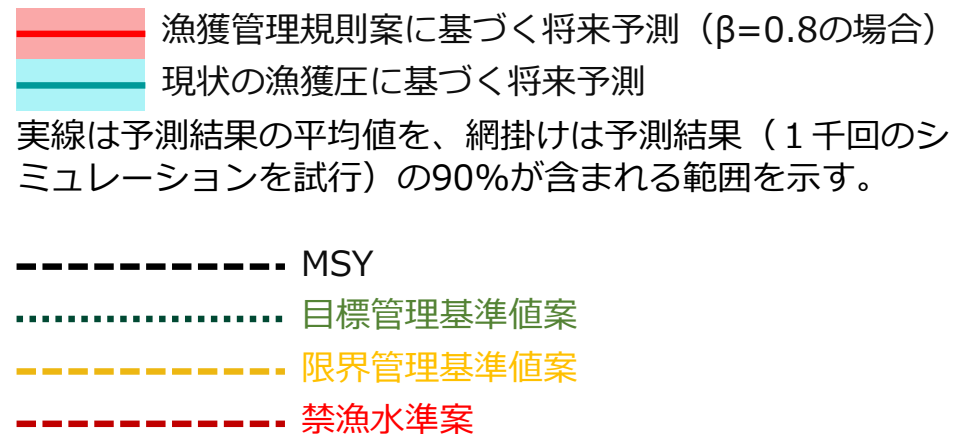 漁獲管理規則案に基づく将来予測（β=0.8の場合）
現状の漁獲圧に基づく将来予測
実線は予測結果の平均値を、網掛けは予測結果（１千回のシ
ミュレーションを試行）の90%が含まれる範囲を示す。
MSY
目標管理基準値案
限界管理基準値案
禁漁水準案